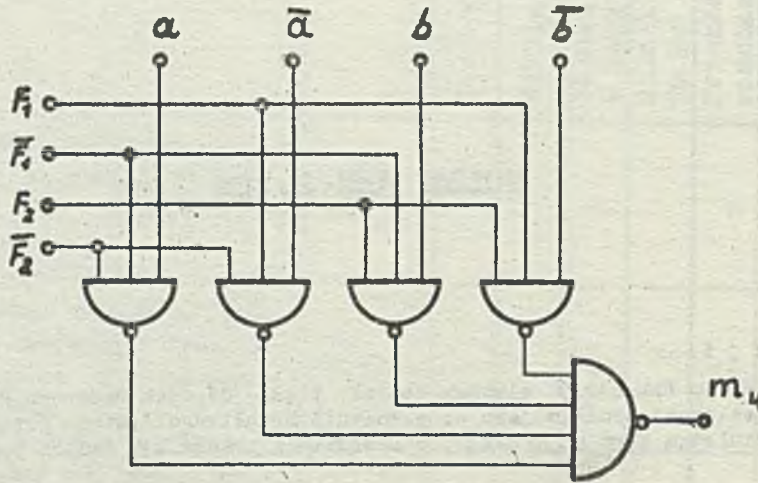 a ā b b̄
F₁
F̄₁
F₂
F̄₂
m₄